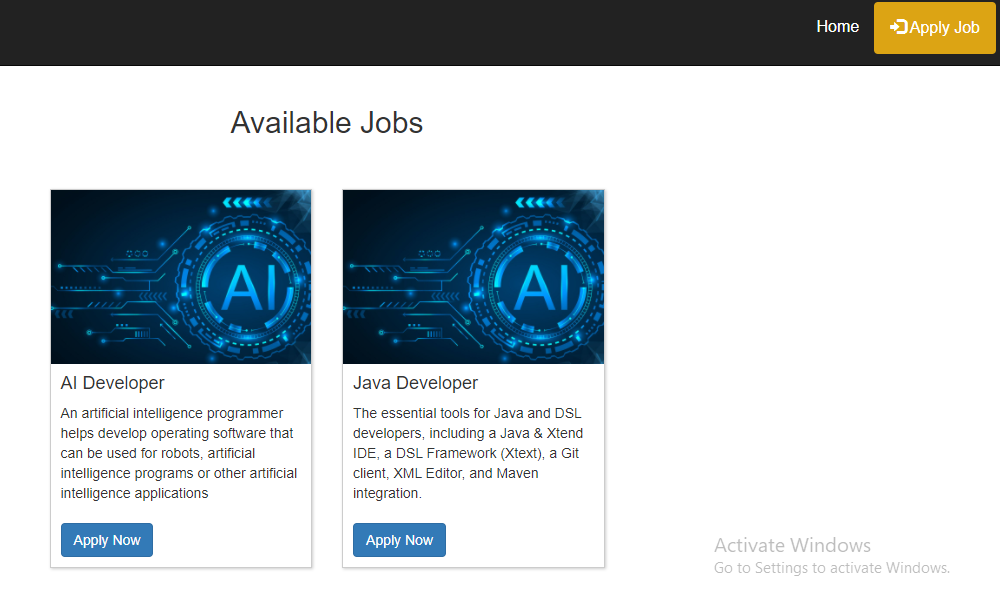 Home
Apply Job
Available Jobs
AI
AI Developer
An artificial intelligence programmer
helps develop operating software that
can be used for robots, artificial
intelligence programs or other artificial
intelligence applications
Apply Now
AI
Java Developer
The essential tools for Java and DSL
developers, including a Java & Xtend
IDE, a DSL Framework (Xtext), a Git
client, XML Editor, and Maven
integration.
Apply Now
Activate Windows
Go to Settings to activate Windows.